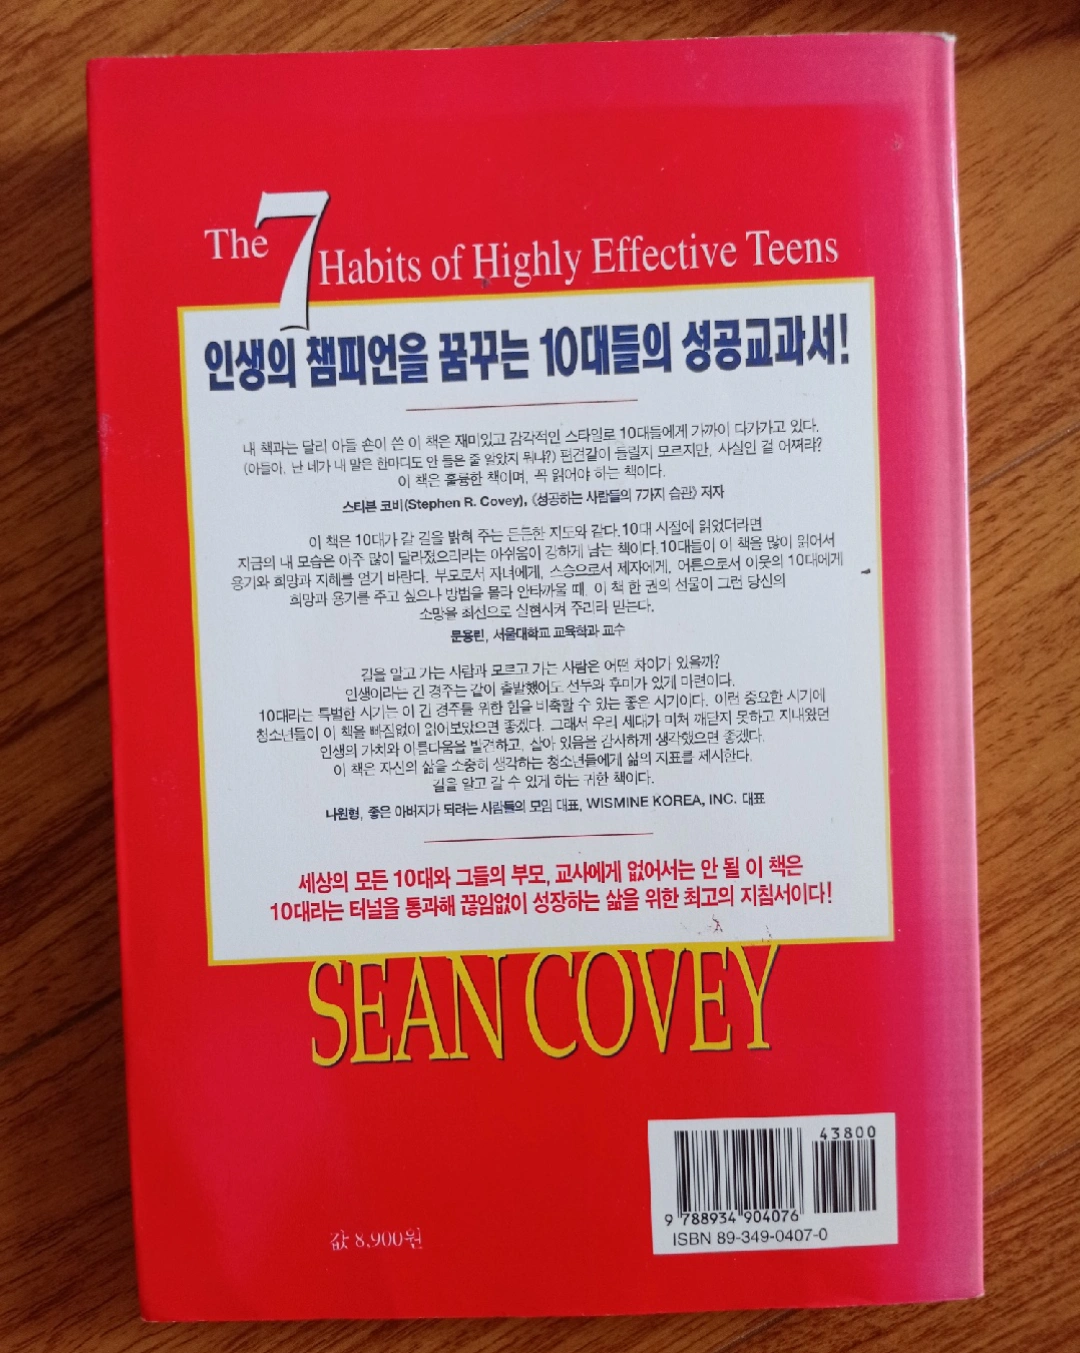 The 7 Habits of Highly Effective Teens
인생의 챔피언을 꿈꾸는 10대들의 성공교과서!
내 책과는 달리 아들 숀이 쓴 이 책은 재미있고 감각적인 스타일로 10대들에게 가까이 다가가고 있다.
(아들아, 난 네가 내 말은 한마디도 안 들은 줄 알았지 뭐냐?) 편견같이 들릴지 모르지만, 사실인 걸 어쩌랴?
이 책은 훌륭한 책이며, 꼭 읽어야 하는 책이다.
스티븐 코비(Stephen R. Covey), 《성공하는 사람들의 7가지 습관》 저자
이 책은 10대가 갈 길을 밝혀 주는 든든한 지도와 같다. 10대 시절에 읽었더라면
지금의 내 모습은 아주 많이 달라졌으리라는 아쉬움이 강하게 남는 책이다. 10대들이 이 책을 많이 읽어서
용기와 희망과 지혜를 얻기 바란다. 부모로서 자녀에게, 스승으로서 제자에게, 어른으로서 이웃의 10대에게
희망과 용기를 주고 싶으나 방법을 몰라 안타까울 때, 이 책 한 권의 선물이 그런 당신의
소망을 최선으로 실현시켜 주리라 믿는다.
문용린, 서울대학교 교육학과 교수
길을 알고 가는 사람과 모르고 가는 사람은 어떤 차이가 있을까?
인생이라는 긴 경주는 같이 출발했어도 선두와 후미가 있게 마련이다.
10대라는 특별한 시기는 이 긴 경주를 위한 힘을 비축할 수 있는 좋은 시기이다. 이런 중요한 시기에
청소년들이 이 책을 빠짐없이 읽어보았으면 좋겠다. 그래서 우리 세대가 미처 깨닫지 못하고 지내왔던
인생의 가치와 아름다움을 발견하고, 살아 있음을 감사하게 생각했으면 좋겠다.
이 책은 자신의 삶을 소중히 생각하는 청소년들에게 삶의 지표를 제시한다.
길을 알고 갈 수 있게 하는 귀한 책이다.
나원형, 좋은 아버지가 되려는 사람들의 모임 대표, WISMINE KOREA, INC. 대표
세상의 모든 10대와 그들의 부모, 교사에게 없어서는 안 될 이 책은
10대라는 터널을 통과해 끊임없이 성장하는 삶을 위한 최고의 지침서이다!
SEAN COVEY
값 8,900원
43800
9 788934 904076
ISBN 89-349-0407-0